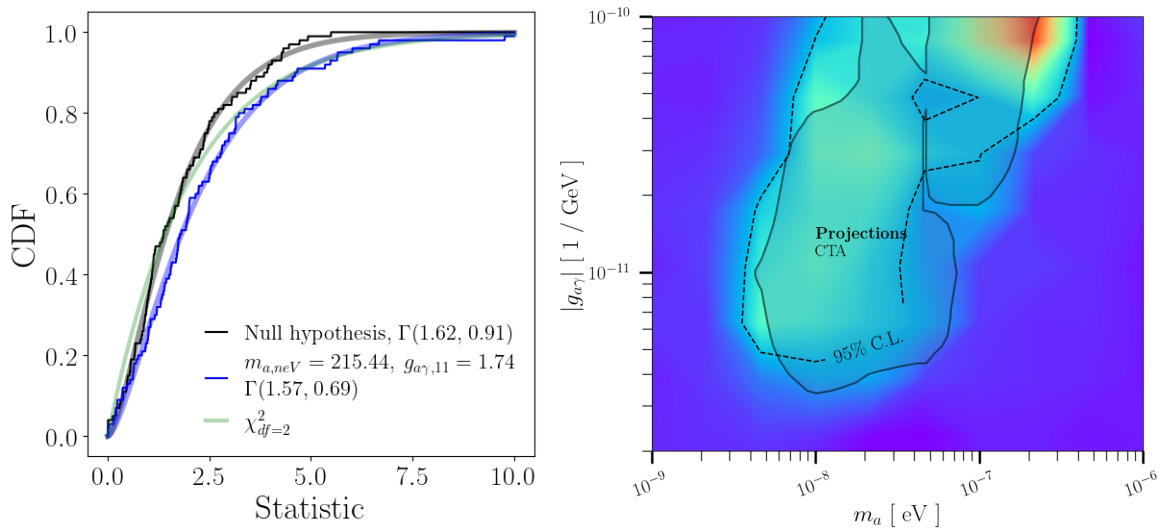 1.0
0.8
0.6
0.4
0.2
0.0
CDF
Null hypothesis, Γ(1.62, 0.91)
m_{a,neV} = 215.44, g_{aγ,11} = 1.74
Γ(1.57, 0.69)
χ²_{df=2}
0.0 2.5 5.0 7.5 10.0
Statistic
10⁻¹⁰
10⁻¹¹
|g_{aγ}| [ 1 / GeV ]
Projections
CTA
95% C.L.
10⁻⁹ 10⁻⁸ 10⁻⁷ 10⁻⁶
m_a [ eV ]